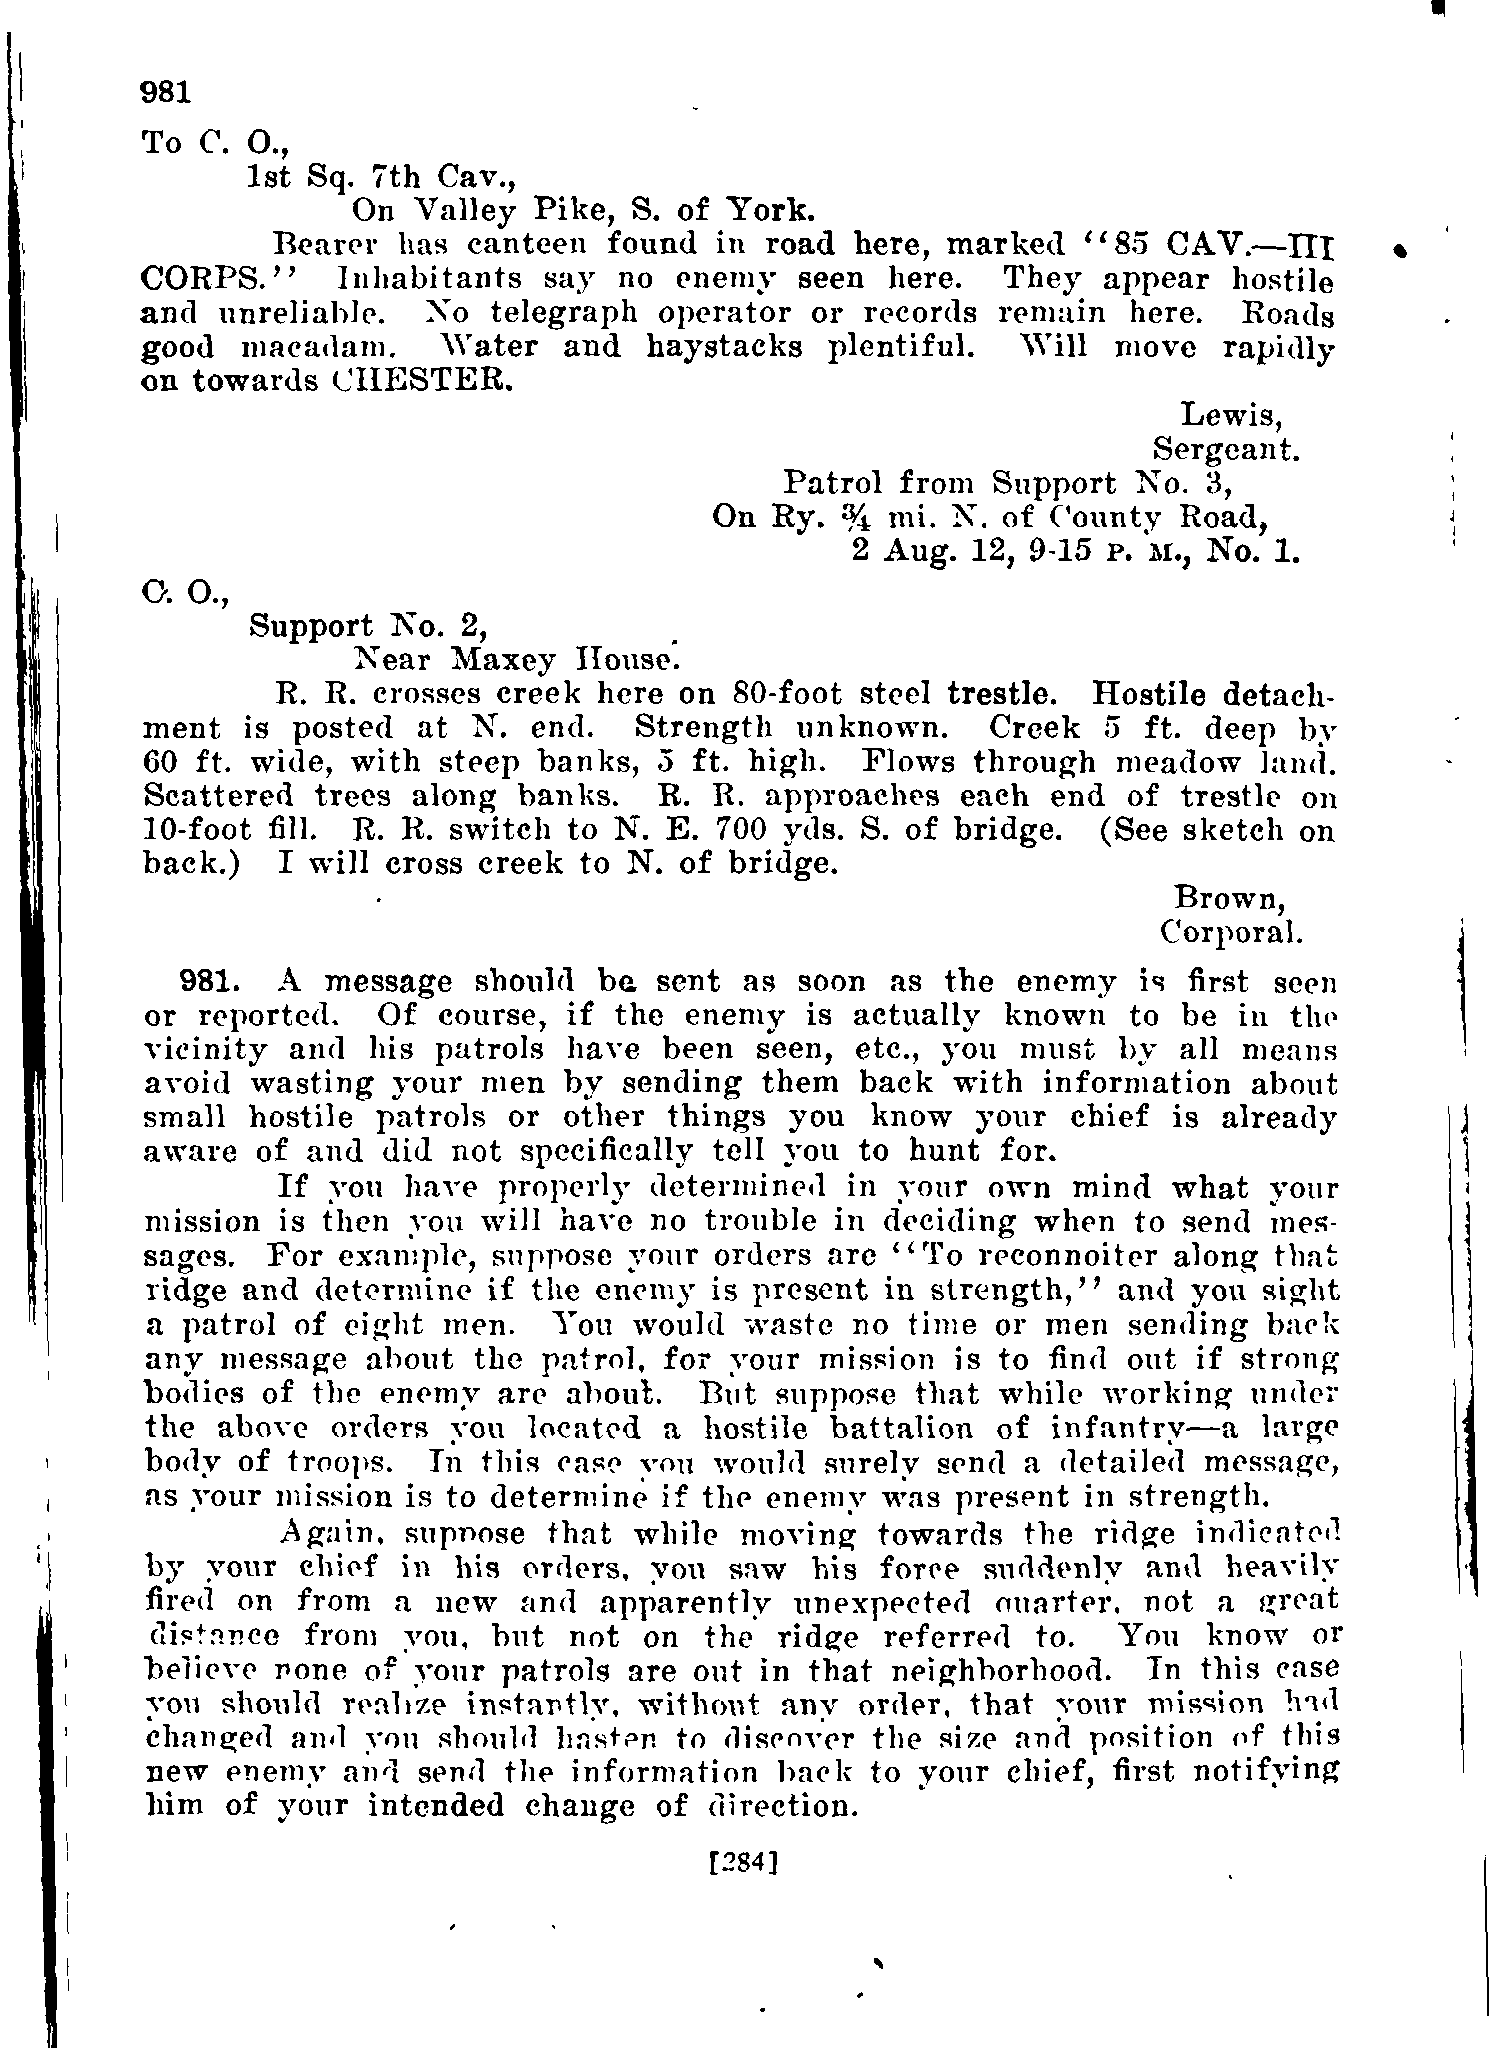 981
To C. O.,
1st Sq. 7th Cav.,
On Valley Pike, S. of York.
Bearer has canteen found in road here, marked "85 CAV.—III
CORPS." Inhabitants say no enemy seen here. They appear hostile
and unreliable. No telegraph operator or records remain here. Roads
good macadam. Water and haystacks plentiful. Will move rapidly
on towards CHESTER.
Lewis,
Sergeant.
Patrol from Support No. 3,
On Ry. ¾ mi. N. of County Road,
2 Aug. 12, 9-15 P. M., No. 1.
C. O.,
Support No. 2,
Near Maxey House.
R. R. crosses creek here on 80-foot steel trestle. Hostile detach-
ment is posted at N. end. Strength unknown. Creek 5 ft. deep by
60 ft. wide, with steep banks, 5 ft. high. Flows through meadow land.
Scattered trees along banks. R. R. approaches each end of trestle on
10-foot fill. R. R. switch to N. E. 700 yds. S. of bridge. (See sketch on
back.) I will cross creek to N. of bridge.
Brown,
Corporal.
981. A message should be sent as soon as the enemy is first seen
or reported. Of course, if the enemy is actually known to be in the
vicinity and his patrols have been seen, etc., you must by all means
avoid wasting your men by sending them back with information about
small hostile patrols or other things you know your chief is already
aware of and did not specifically tell you to hunt for.
If you have properly determined in your own mind what your
mission is then you will have no trouble in deciding when to send mes-
sages. For example, suppose your orders are "To reconnoiter along that
ridge and determine if the enemy is present in strength," and you sight
a patrol of eight men. You would waste no time or men sending back
any message about the patrol, for your mission is to find out if strong
bodies of the enemy are about. But suppose that while working under
the above orders you located a hostile battalion of infantry—a large
body of troops. In this case you would surely send a detailed message,
as your mission is to determine if the enemy was present in strength.
Again, suppose that while moving towards the ridge indicated
by your chief in his orders, you saw his force suddenly and heavily
fired on from a new and apparently unexpected quarter, not a great
distance from you, but not on the ridge referred to. You know or
believe none of your patrols are out in that neighborhood. In this case
you should realize instantly, without any order, that your mission had
changed and you should hasten to discover the size and position of this
new enemy and send the information back to your chief, first notifying
him of your intended change of direction.
[284]